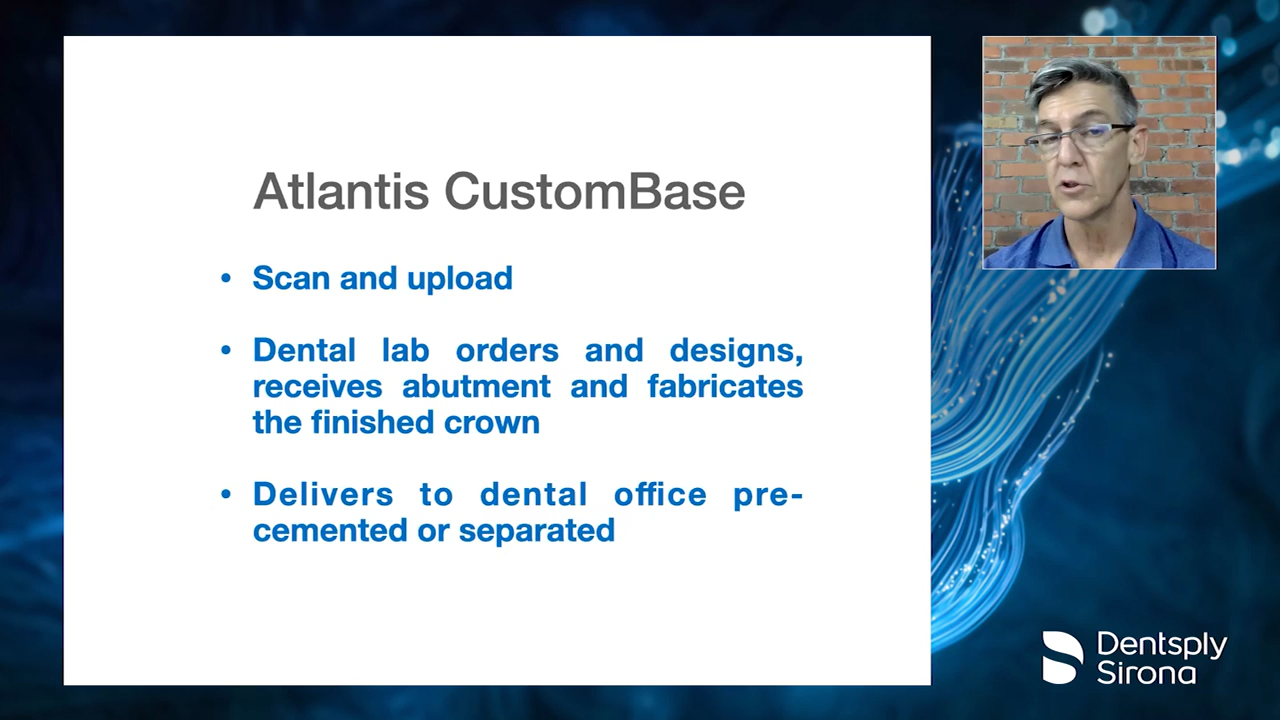 Atlantis CustomBase
• Scan and upload
• Dental lab orders and designs,
receives abutment and fabricates
the finished crown
• Delivers to dental office pre-
cemented or separated
Dentsply
Sirona